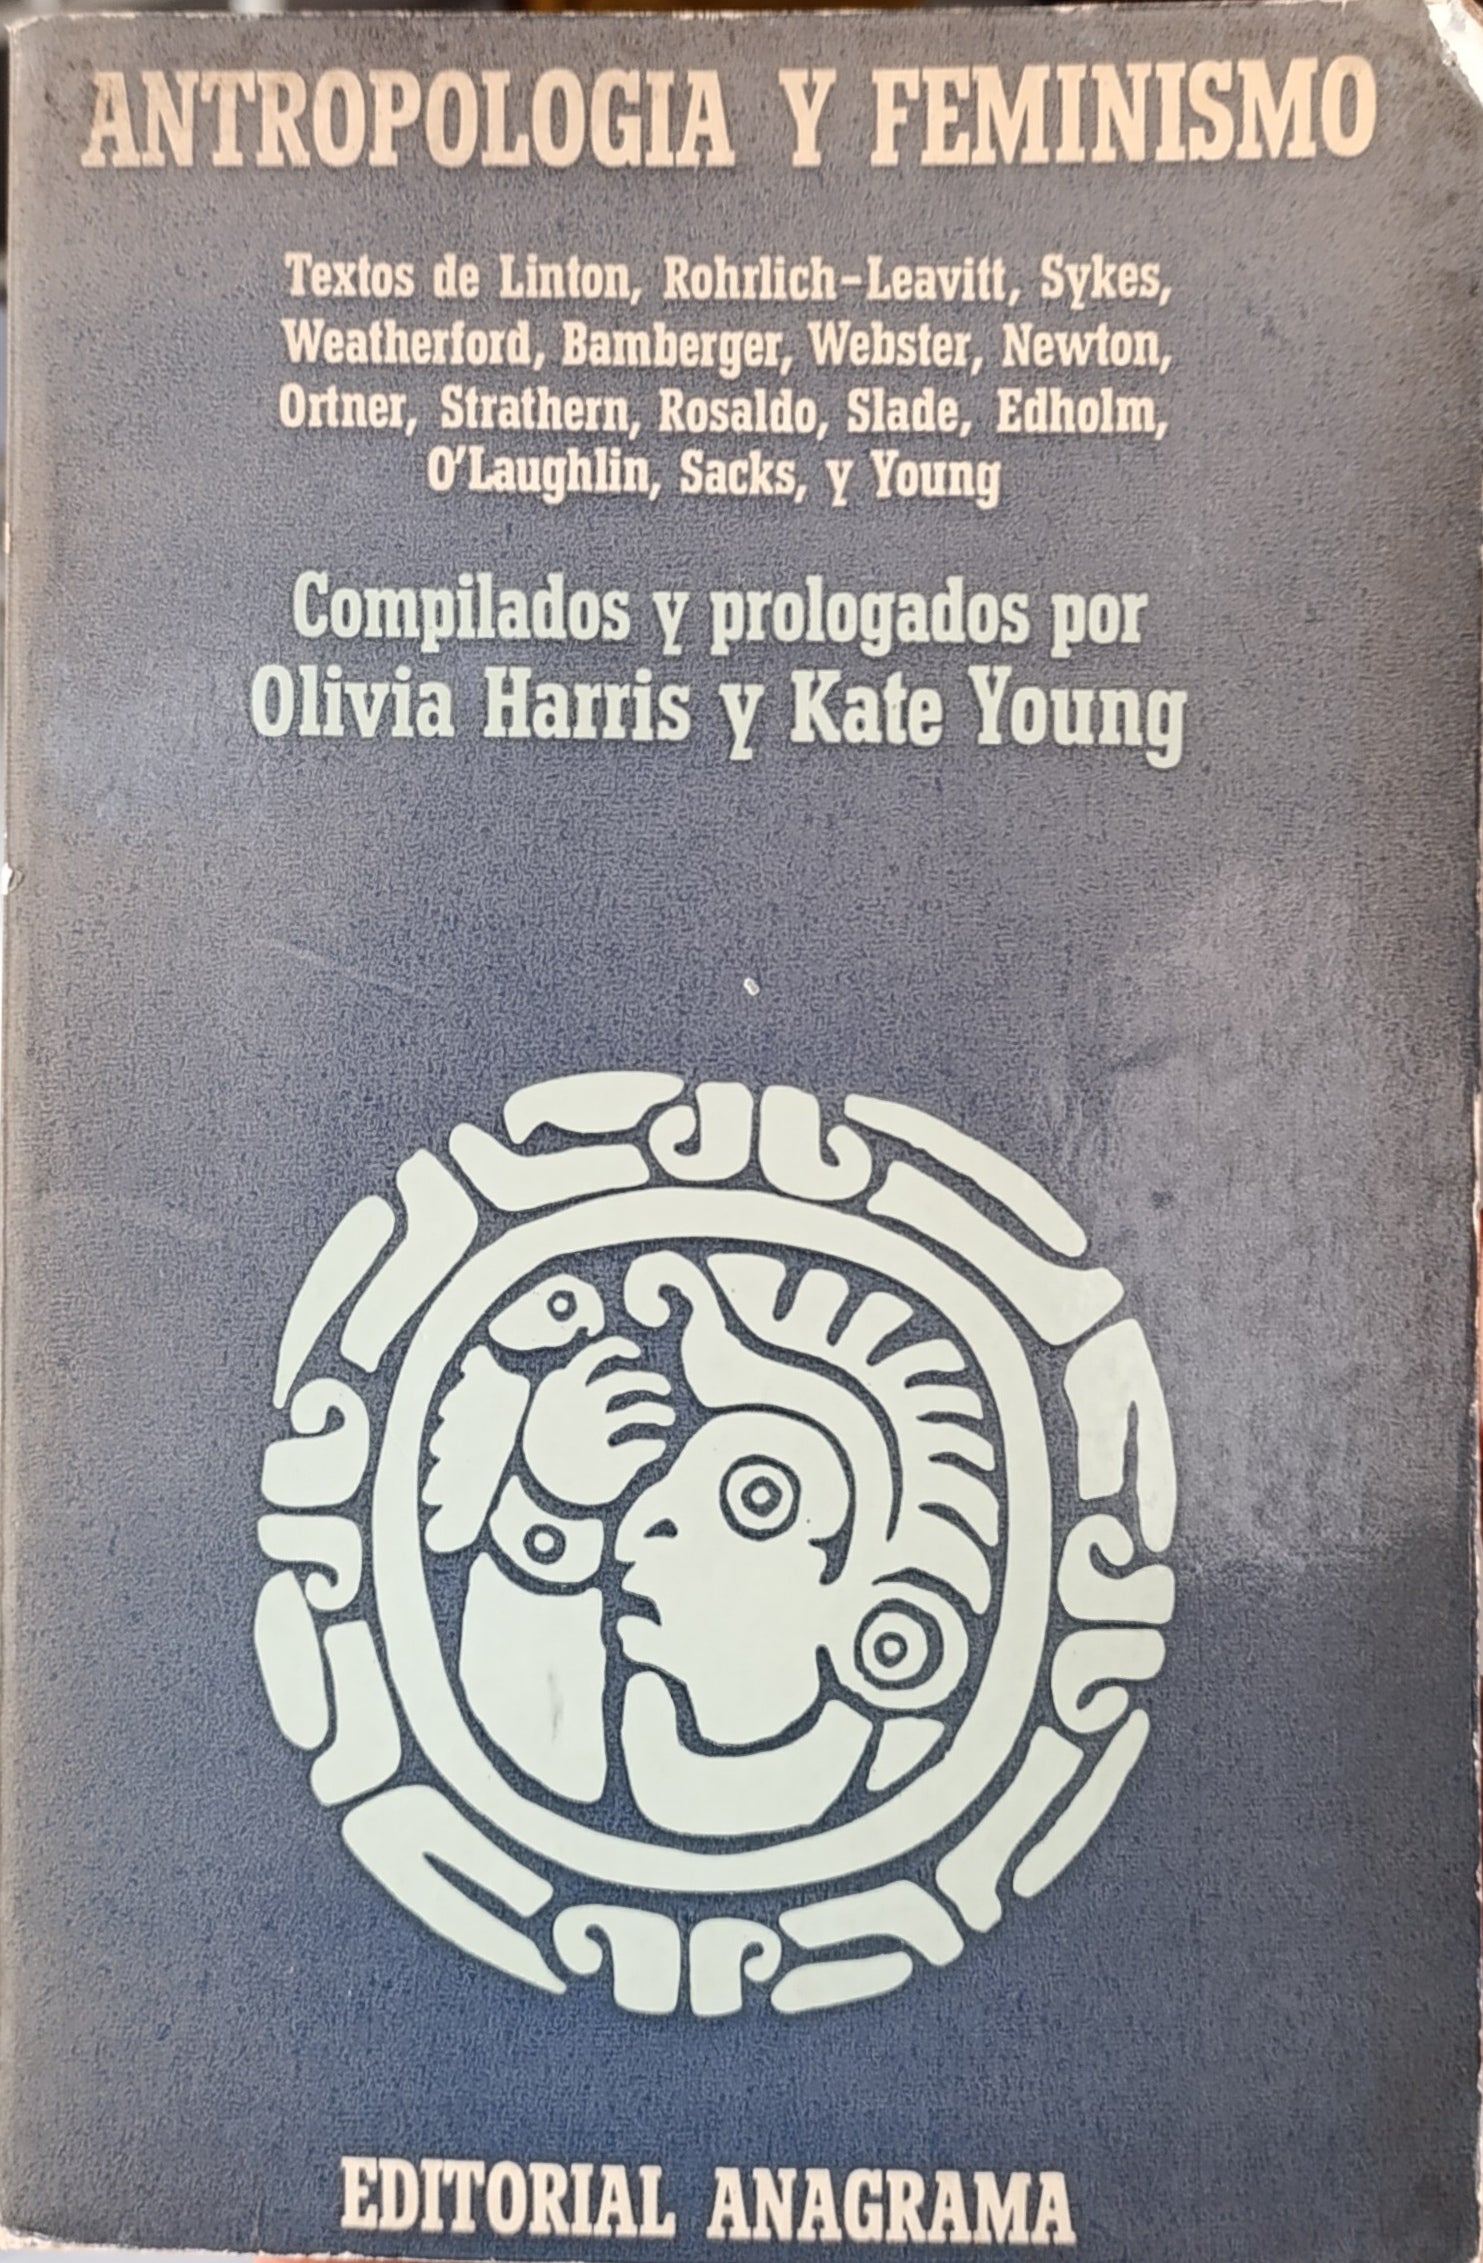 ANTROPOLOGIA Y FEMINISMO
Textos de Linton, Rohrlich-Leavitt, Sykes,
Weatherford, Bamberger, Webster, Newton,
Ortner, Strathern, Rosaldo, Slade, Edholm,
O'Laughlin, Sacks, y Young
Compilados y prologados por
Olivia Harris y Kate Young
EDITORIAL ANAGRAMA